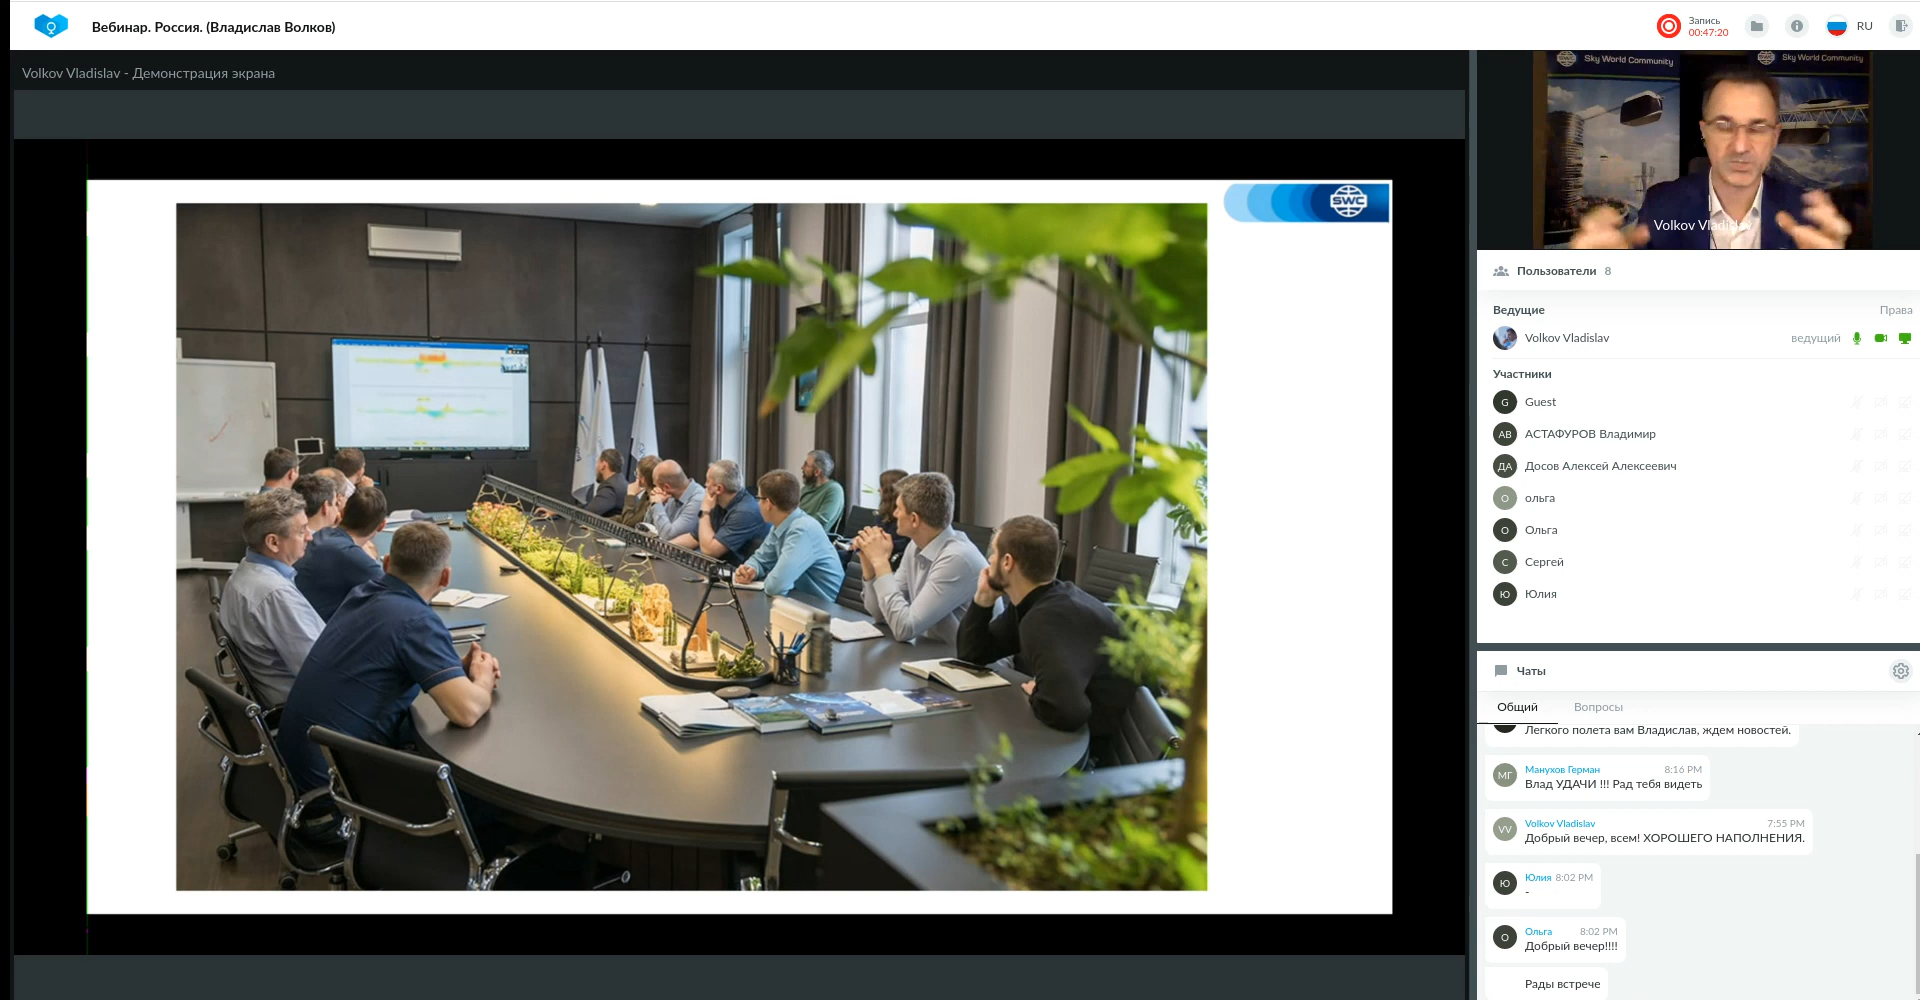 Вебинар. Россия. (Владислав Волков)
Запись
00:47:20
RU
Volkov Vladislav - Демонстрация экрана
SWC
Sky World Community
Sky World Community
Volkov Vladislav
Пользователи 8
Ведущие Права
Volkov Vladislav ведущий
Участники
G Guest
АВ АСТАФУРОВ Владимир
ДА Досов Алексей Алексеевич
О ольга
О Ольга
С Сергей
Ю Юлия
Чаты
Общий Вопросы
Легкого полета вам Владислав, ждем новостей.
МГ Манухов Герман 8:16 PM
Влад УДАЧИ !!! Рад тебя видеть
VV Volkov Vladislav 7:55 PM
Добрый вечер, всем! ХОРОШЕГО НАПОЛНЕНИЯ.
Ю Юлия 8:02 PM
-
О Ольга 8:02 PM
Добрый вечер!!!!
Рады встрече